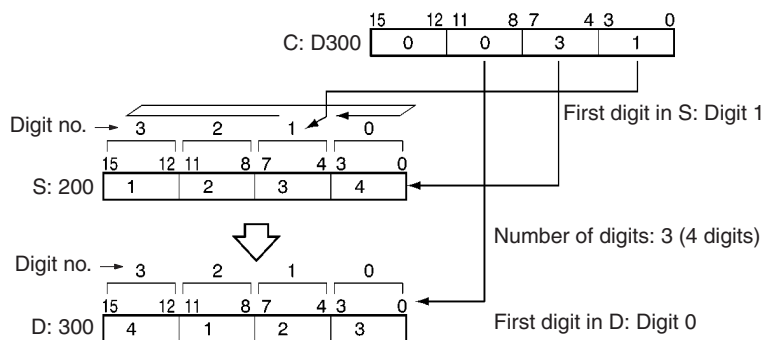 15 12 11 8 7 4 3 0
C: D300 0 0 3 1
First digit in S: Digit 1
Digit no. 3 2 1 0
15 12 11 8 7 4 3 0
S: 200 1 2 3 4
Number of digits: 3 (4 digits)
Digit no. 3 2 1 0
15 12 11 8 7 4 3 0
D: 300 4 1 2 3
First digit in D: Digit 0